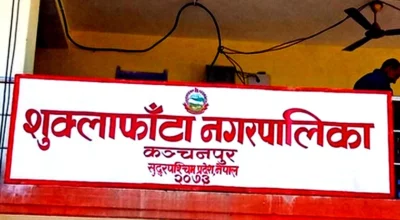 शुक्लाफाँटा नगरपालिका
कञ्चनपुर
सुदुरपश्चिम प्रदेश, नेपाल
२०७३